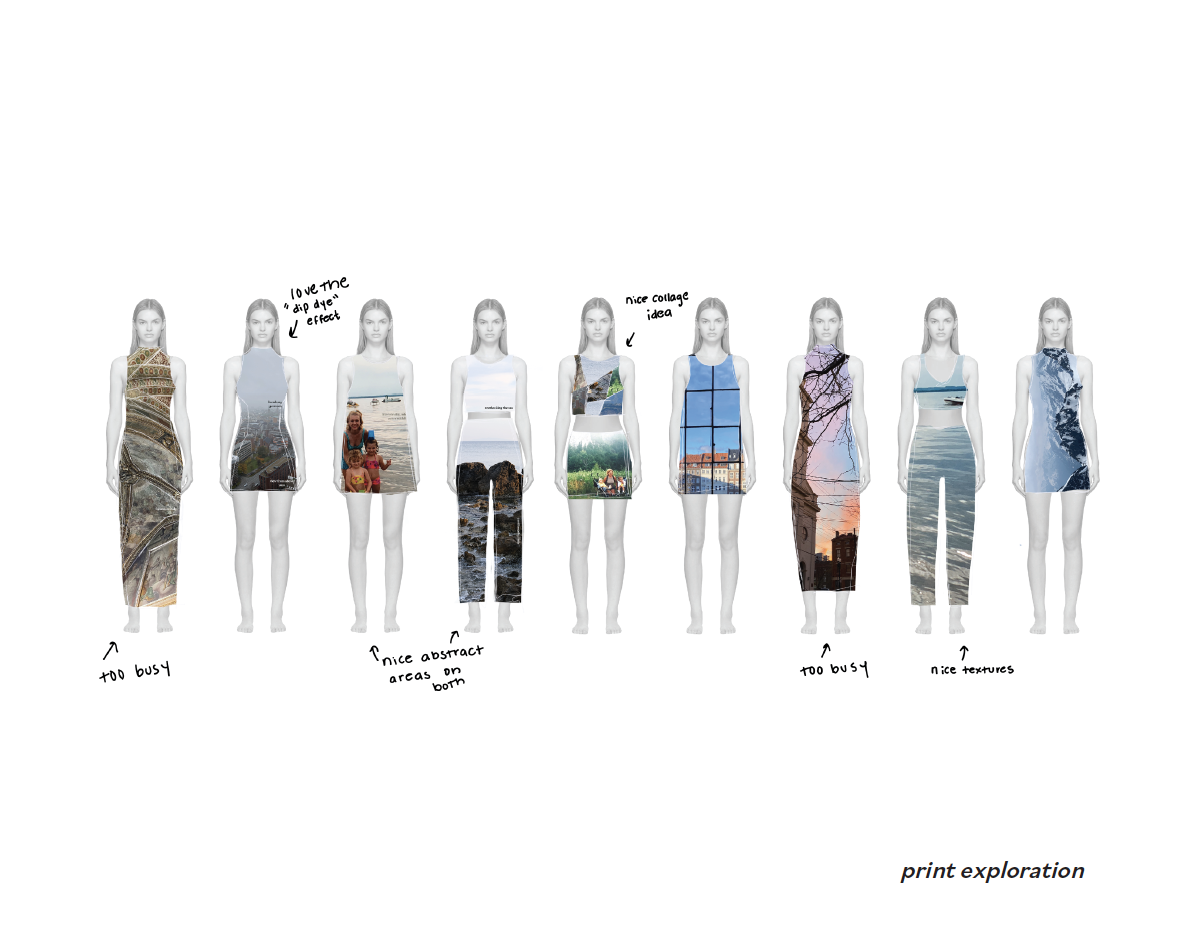 love the
"dip dye"
effect
nice collage
idea
too busy
nice abstract
areas on
both
too busy
nice textures
print exploration